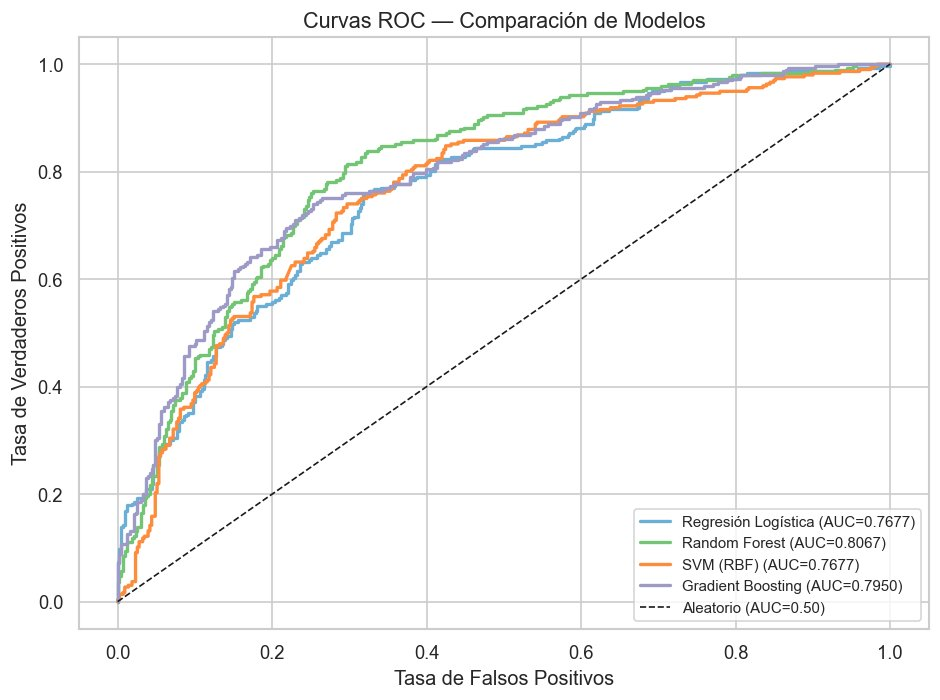 Curvas ROC — Comparación de Modelos
Tasa de Verdaderos Positivos
1.0
0.8
0.6
0.4
0.2
0.0
0.0 0.2 0.4 0.6 0.8 1.0
Tasa de Falsos Positivos
Regresión Logística (AUC=0.7677)
Random Forest (AUC=0.8067)
SVM (RBF) (AUC=0.7677)
Gradient Boosting (AUC=0.7950)
Aleatorio (AUC=0.50)